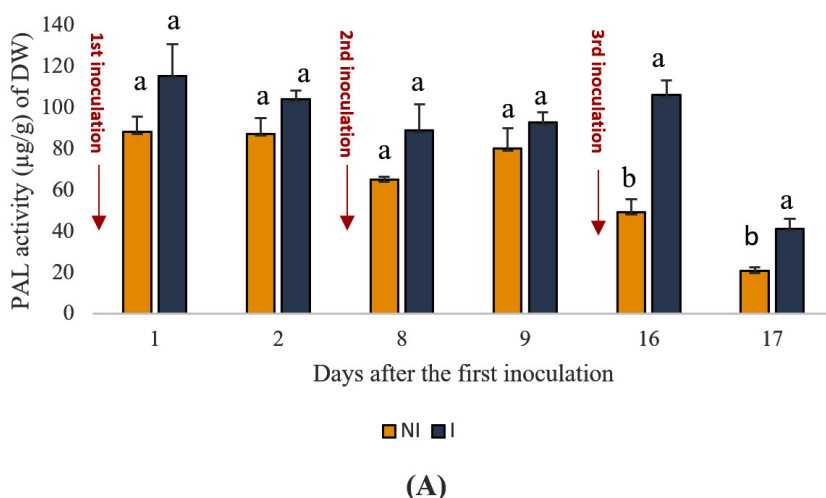 PAL activity (µg/g) of DW)
140
120
100
80
60
40
20
0
1st inoculation
2nd inoculation
3rd inoculation
a
a
a
a
a
a
a
a
b
a
b
a
1
2
8
9
16
17
Days after the first inoculation
NI
I
(A)